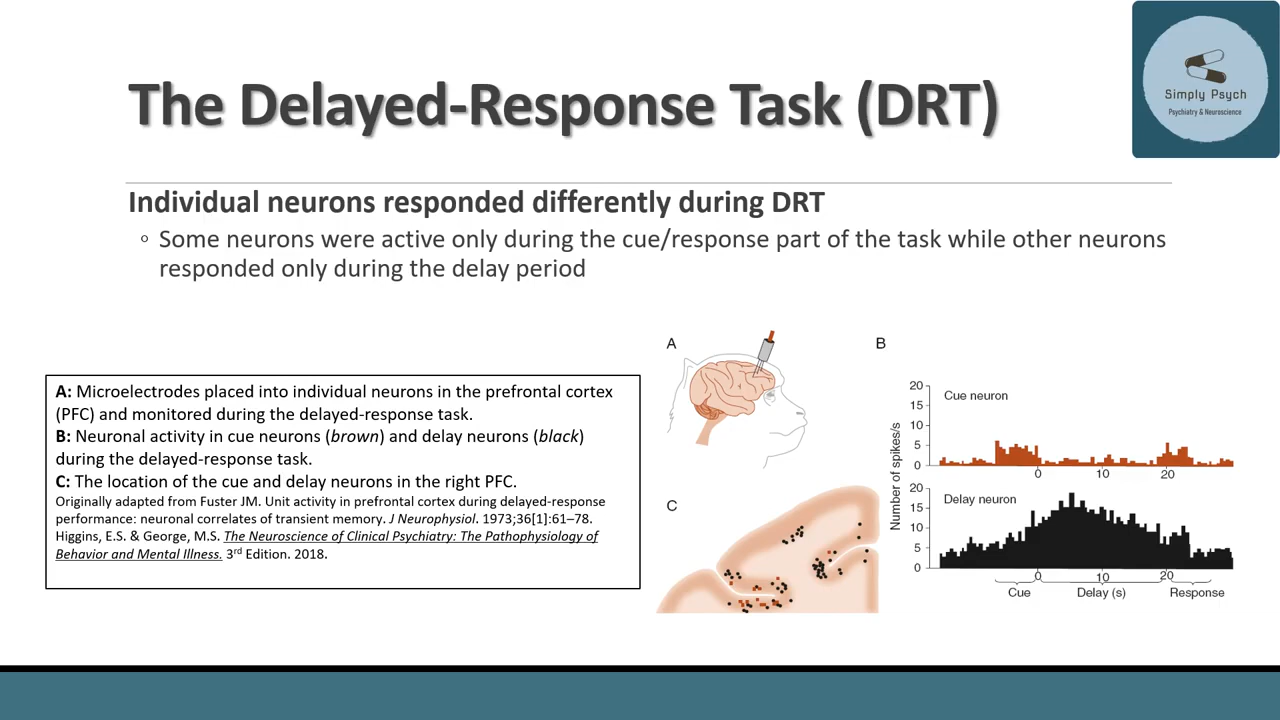 The Delayed-Response Task (DRT)
Simply Psych
Psychiatry & Neuroscience
Individual neurons responded differently during DRT
◦ Some neurons were active only during the cue/response part of the task while other neurons
responded only during the delay period
A: Microelectrodes placed into individual neurons in the prefrontal cortex
(PFC) and monitored during the delayed-response task.
B: Neuronal activity in cue neurons (brown) and delay neurons (black)
during the delayed-response task.
C: The location of the cue and delay neurons in the right PFC.
Originally adapted from Fuster JM. Unit activity in prefrontal cortex during delayed-response
performance: neuronal correlates of transient memory. J Neurophysiol. 1973;36[1]:61–78.
Higgins, E.S. & George, M.S. The Neuroscience of Clinical Psychiatry: The Pathophysiology of
Behavior and Mental Illness. 3rd Edition. 2018.
A
C
B
Number of spikes/s
20
15
10
5
0
Cue neuron
0 10 20
20
15
10
5
0
Delay neuron
0 10 20
Cue Delay (s) Response